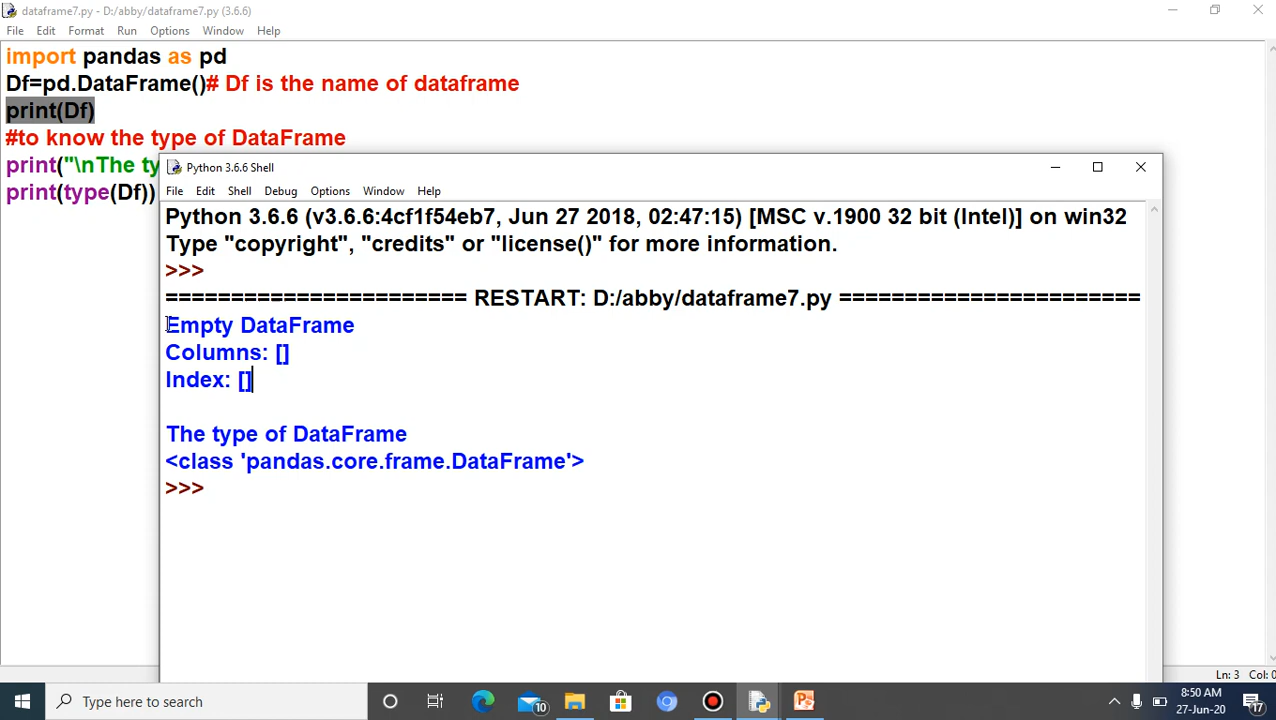 dataframe7.py - D:/abby/dataframe7.py (3.6.6)
File Edit Format Run Options Window Help
import pandas as pd
Df=pd.DataFrame()# Df is the name of dataframe
print(Df)
#to know the type of DataFrame
print("\nThe ty
print(type(Df))
Python 3.6.6 Shell
File Edit Shell Debug Options Window Help
Python 3.6.6 (v3.6.6:4cf1f54eb7, Jun 27 2018, 02:47:15) [MSC v.1900 32 bit (Intel)] on win32
Type "copyright", "credits" or "license()" for more information.
>>>
======================= RESTART: D:/abby/dataframe7.py =======================
Empty DataFrame
Columns: []
Index: []
The type of DataFrame
<class 'pandas.core.frame.DataFrame'>
>>>
Ln: 3 Col: 0
Type here to search
10
8:50 AM
27-Jun-20
17